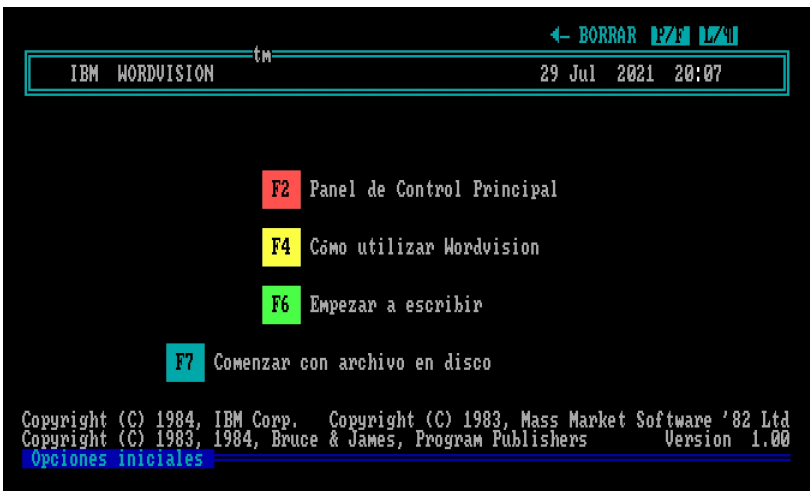 ◄– BORRAR P/F L/W
tm
IBM WORDVISION 29 Jul 2021 20:07
F2 Panel de Control Principal
F4 Cōmo utilizar Wordvision
F6 Empezar a escribir
F7 Comenzar con archivo en disco
Copyright (C) 1984, IBM Corp. Copyright (C) 1983, Mass Market Software '82 Ltd
Copyright (C) 1983, 1984, Bruce & James, Program Publishers Version 1.00
Opciones iniciales